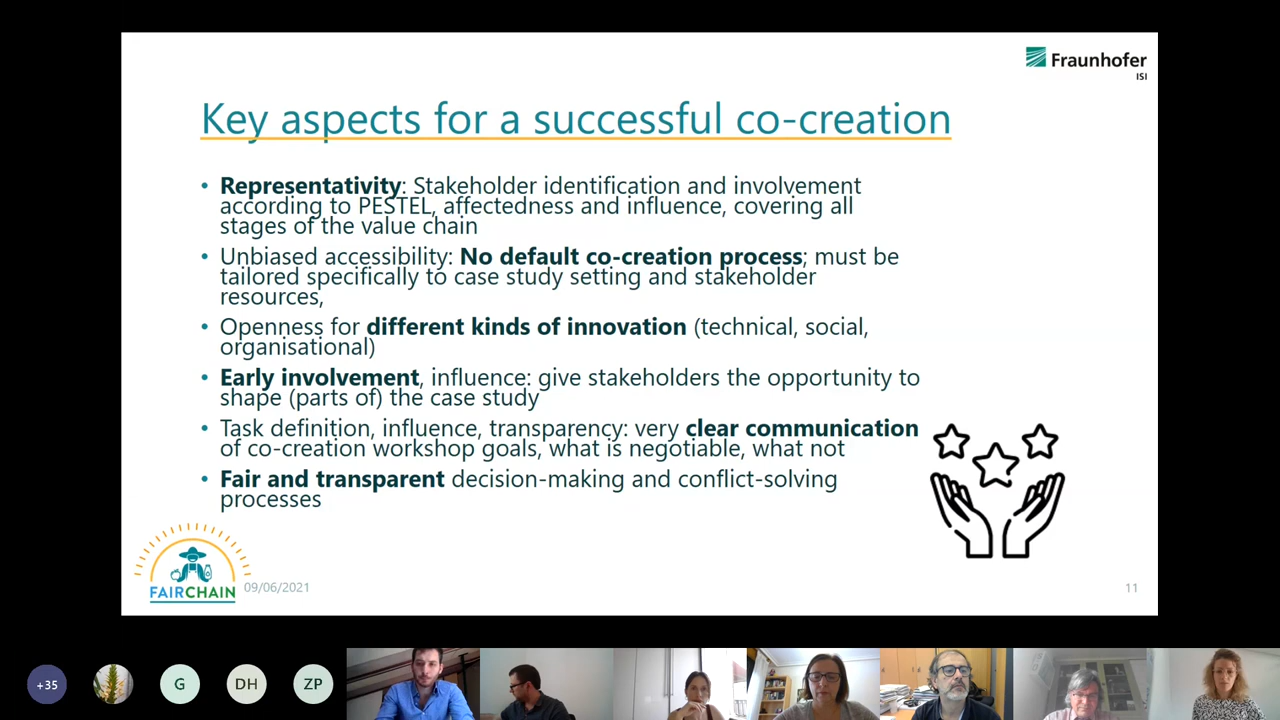 Fraunhofer
ISI
Key aspects for a successful co-creation
• Representativity: Stakeholder identification and involvement
according to PESTEL, affectedness and influence, covering all
stages of the value chain
• Unbiased accessibility: No default co-creation process; must be
tailored specifically to case study setting and stakeholder
resources,
• Openness for different kinds of innovation (technical, social,
organisational)
• Early involvement, influence: give stakeholders the opportunity to
shape (parts of) the case study
• Task definition, influence, transparency: very clear communication
of co-creation workshop goals, what is negotiable, what not
• Fair and transparent decision-making and conflict-solving
processes
FAIRCHAIN
09/06/2021
11
+35
G
DH
ZP